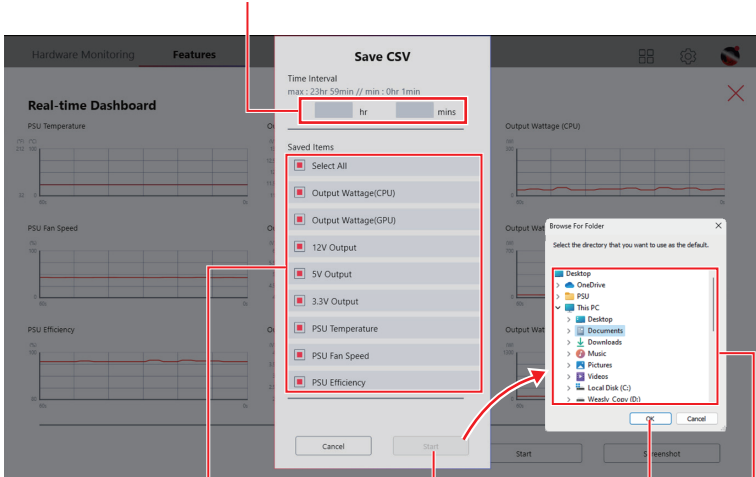 Hardware Monitoring
Features
Save CSV
Time Interval
max : 23hr 59min // min : 0hr 1min
hr
mins
Real-time Dashboard
PSU Temperature
Output Wattage (CPU)
Saved Items
Select All
Output Wattage(CPU)
Output Wattage(GPU)
12V Output
5V Output
3.3V Output
PSU Temperature
PSU Fan Speed
PSU Efficiency
PSU Fan Speed
PSU Efficiency
Browse For Folder
Select the directory that you want to use as the default.
Desktop
OneDrive
PSU
This PC
Desktop
Documents
Downloads
Music
Pictures
Videos
Local Disk (C:)
Weasly_Copy (D:)
OK
Cancel
Cancel
Start
Start
Screenshot